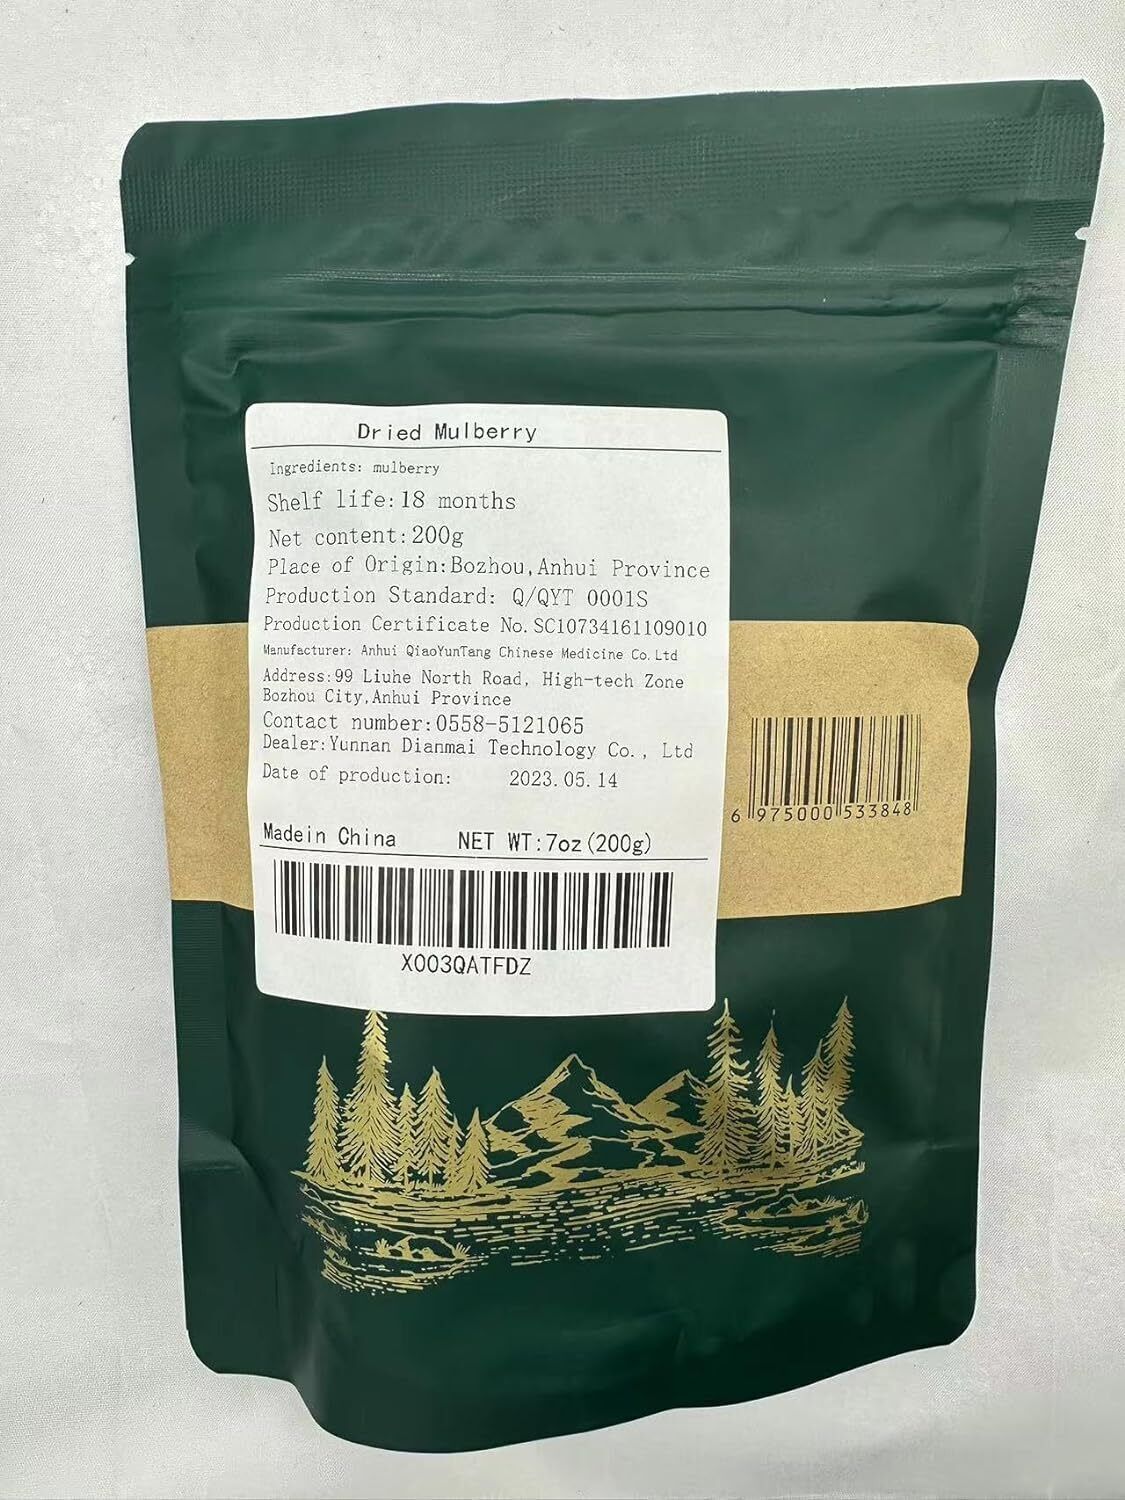 Dried Mulberry
Ingredients: mulberry
Shelf life:18 months
Net content:200g
Place of Origin:Bozhou,Anhui Province
Production Standard: Q/QYT 0001S
Production Certificate No.SC10734161109010
Manufacturer: Anhui QiaoYunTang Chinese Medicine Co.Ltd
Address:99 Liuhe North Road, High-tech Zone
Bozhou City,Anhui Province
Contact number:0558-5121065
Dealer:Yunnan Dianmai Technology Co., Ltd
Date of production: 2023.05.14
Madein China NET WT:7oz(200g)
X003QATFDZ
6 975000 533848